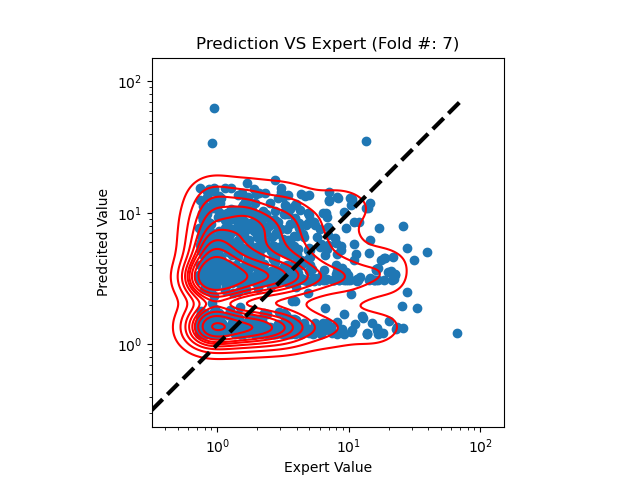 Prediction VS Expert (Fold #: 7)
Predcited Value
10²
10¹
10⁰
10⁰ 10¹ 10²
Expert Value